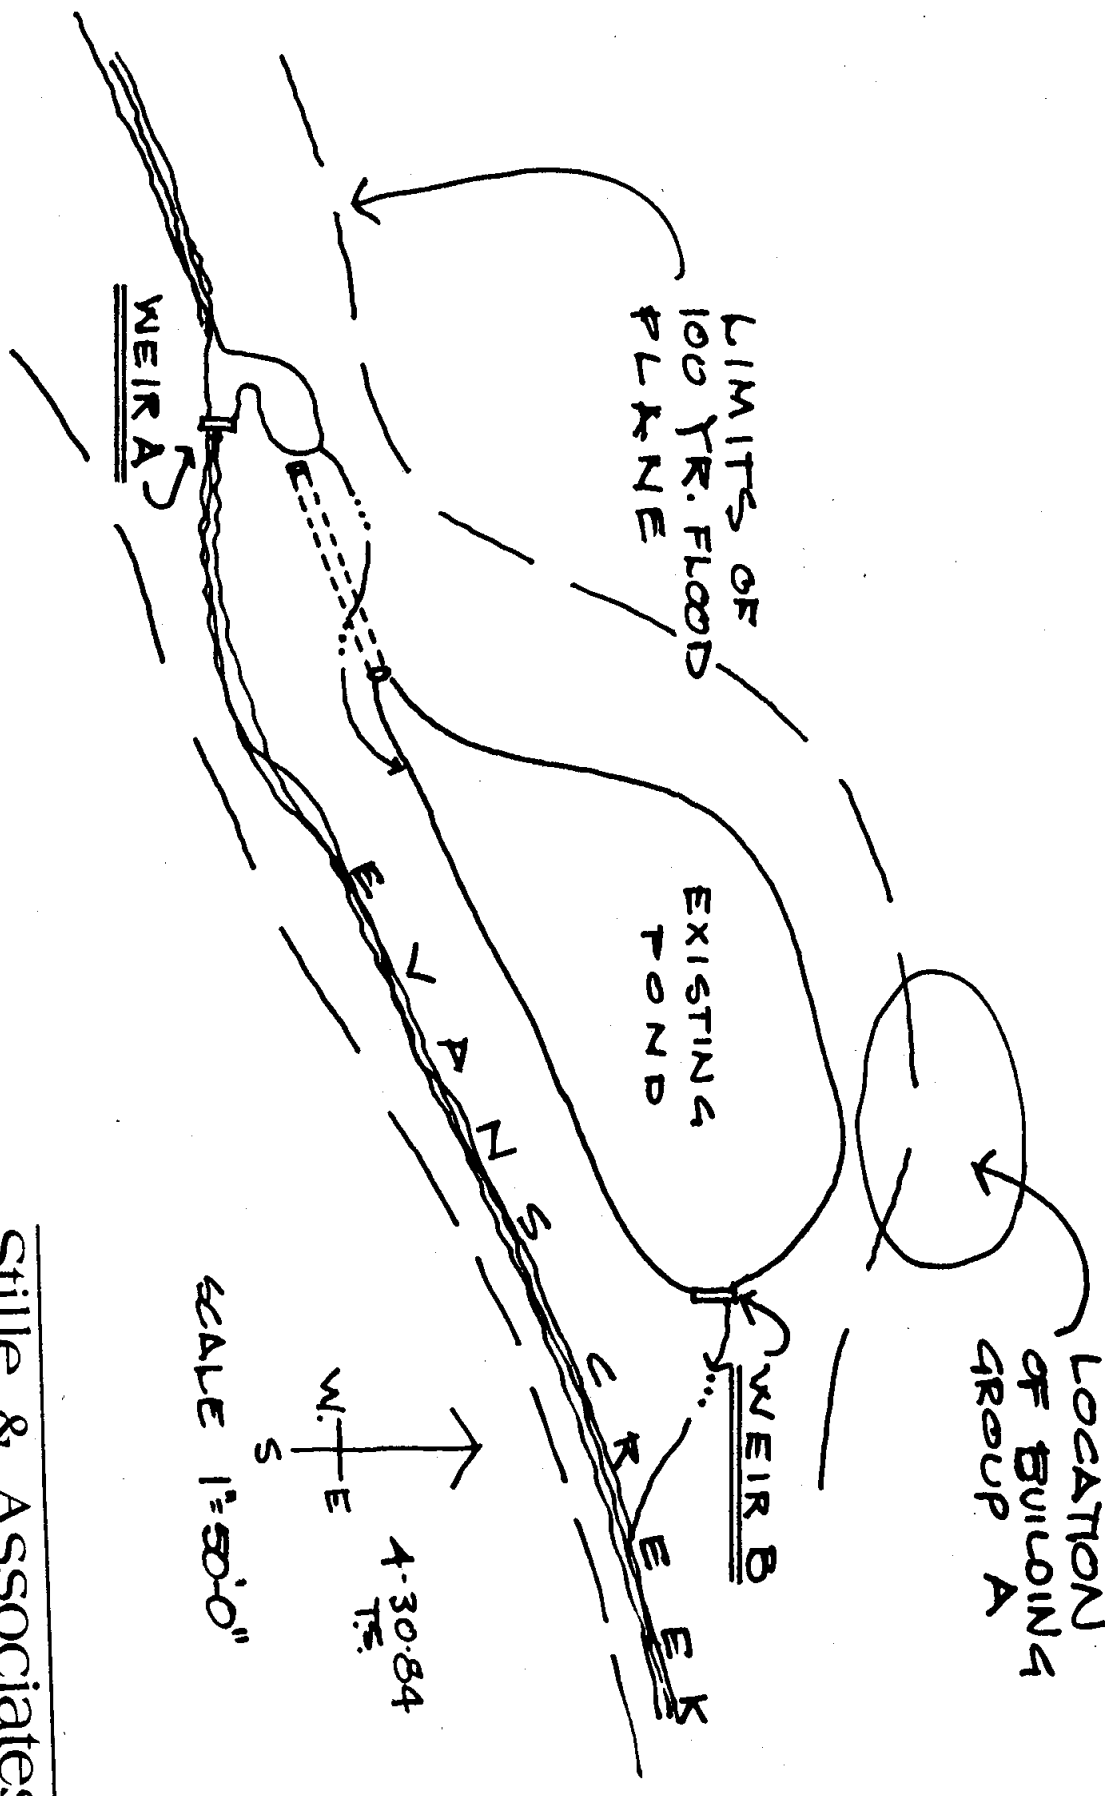 LOCATION
OF BUILDING
GROUP A
LIMITS OF
100 YR. FLOOD
PLANE
EXISTING
POND
WEIR B
WEIR A
EVANS CREEK
W. E
S
4-30-84
T.S.
SCALE 1"=50'-0"
Stille & Associates